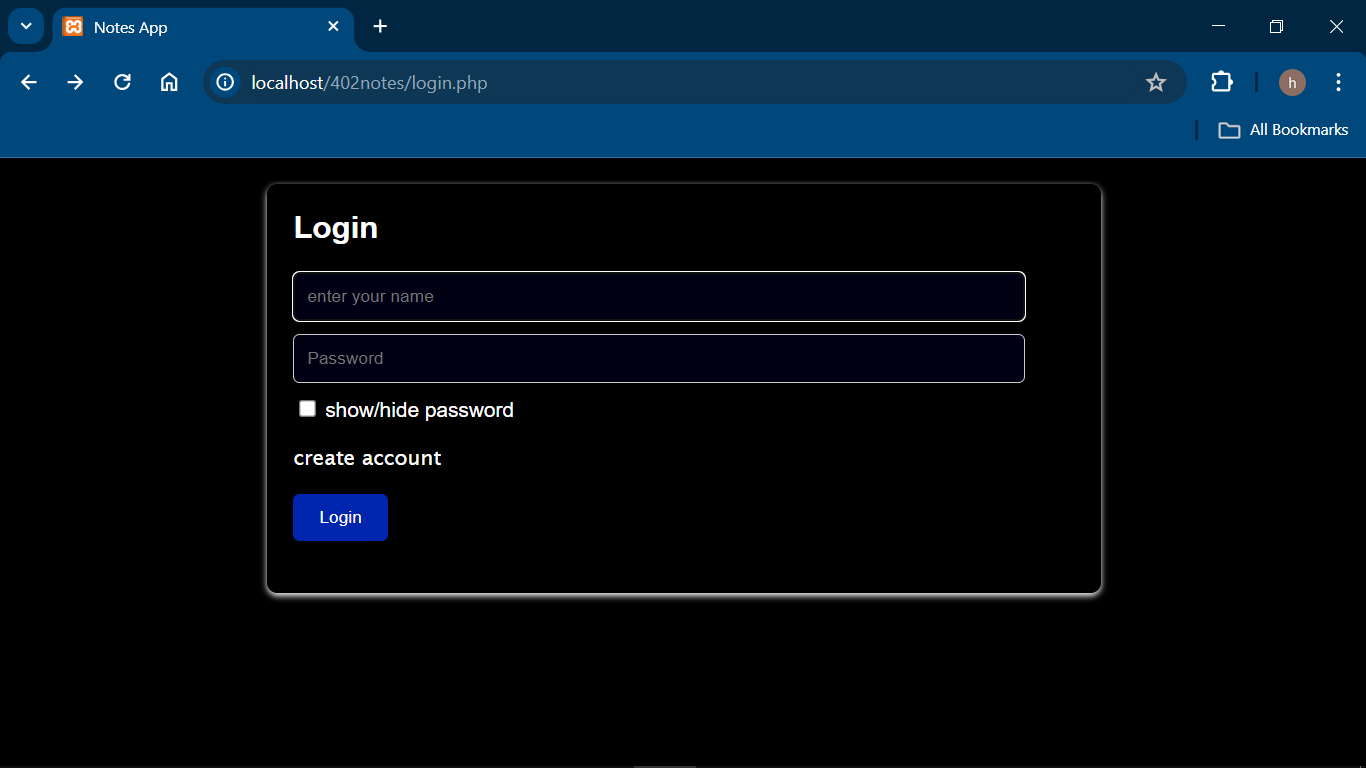 Notes App
localhost/402notes/login.php
h
All Bookmarks
Login
enter your name
Password
show/hide password
create account
Login